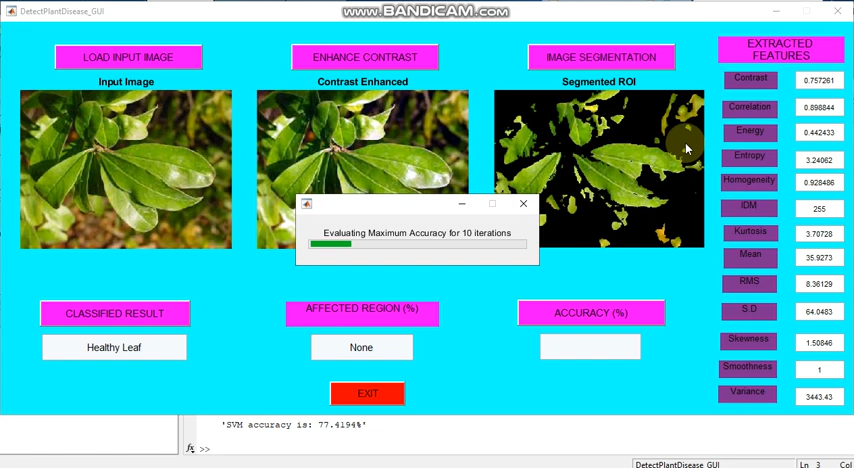 DetectPlantDisease_GUI
www.BANDICAM.com
LOAD INPUT IMAGE
ENHANCE CONTRAST
IMAGE SEGMENTATION
EXTRACTED
FEATURES
Input Image
Contrast Enhanced
Segmented ROI
Contrast 0.757261
Correlation 0.898844
Energy 0.442433
Entropy 3.24062
Homogeneity 0.928486
IDM 255
Kurtosis 3.70728
Mean 35.9273
RMS 8.36129
S.D 64.0483
Skewness 1.50846
Smoothness 1
Variance 3443.43
Evaluating Maximum Accuracy for 10 iterations
CLASSIFIED RESULT
AFFECTED REGION (%)
ACCURACY (%)
Healthy Leaf
None
EXIT
'SVM accuracy is: 77.4194%'
fx >>
DetectPlantDisease_GUI
Ln 3 Col